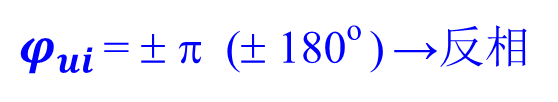 φui = ± π (± 180°) →反相